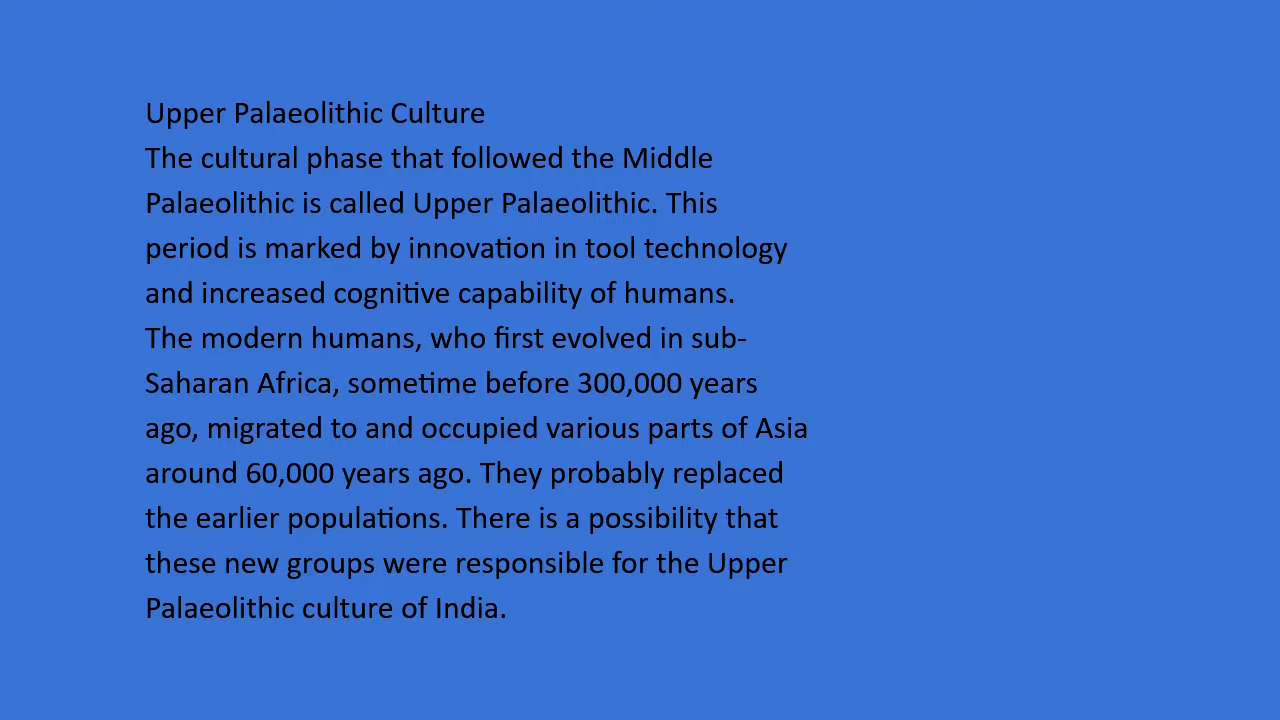 Upper Palaeolithic Culture
The cultural phase that followed the Middle
Palaeolithic is called Upper Palaeolithic. This
period is marked by innovation in tool technology
and increased cognitive capability of humans.
The modern humans, who first evolved in sub-
Saharan Africa, sometime before 300,000 years
ago, migrated to and occupied various parts of Asia
around 60,000 years ago. They probably replaced
the earlier populations. There is a possibility that
these new groups were responsible for the Upper
Palaeolithic culture of India.